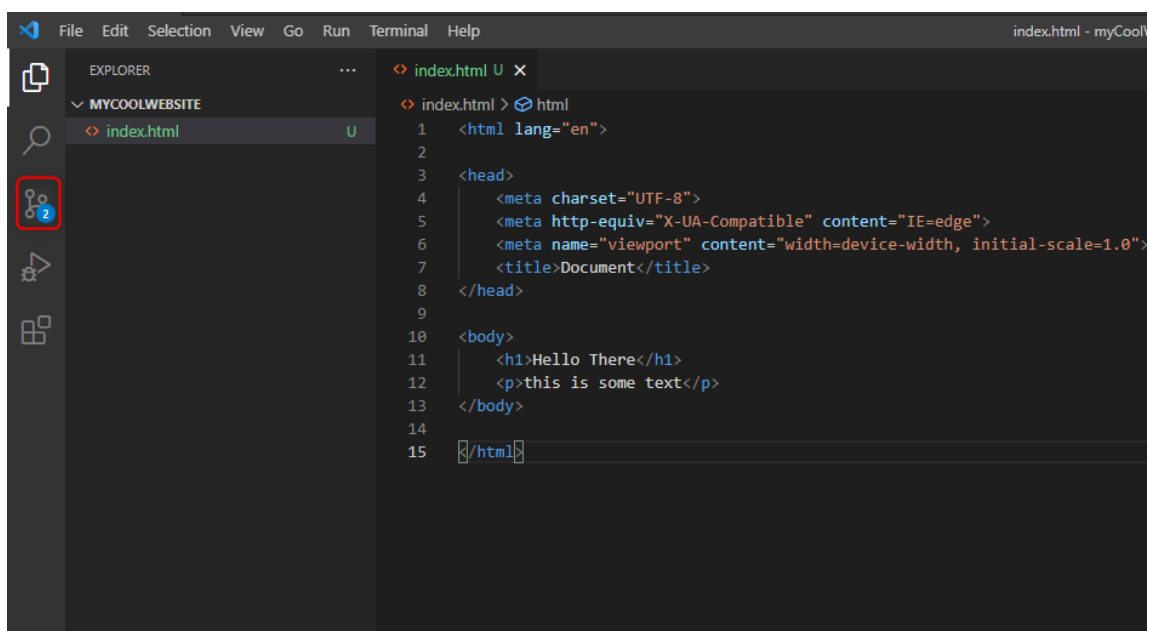 File Edit Selection View Go Run Terminal Help index.html - myCoolW
EXPLORER ...
index.html U
MYCOOLWEBSITE
index.html > html
index.html U
2
1 <html lang="en">
2
3 <head>
4 <meta charset="UTF-8">
5 <meta http-equiv="X-UA-Compatible" content="IE=edge">
6 <meta name="viewport" content="width=device-width, initial-scale=1.0">
7 <title>Document</title>
8 </head>
9
10 <body>
11 <h1>Hello There</h1>
12 <p>this is some text</p>
13 </body>
14
15 </html>